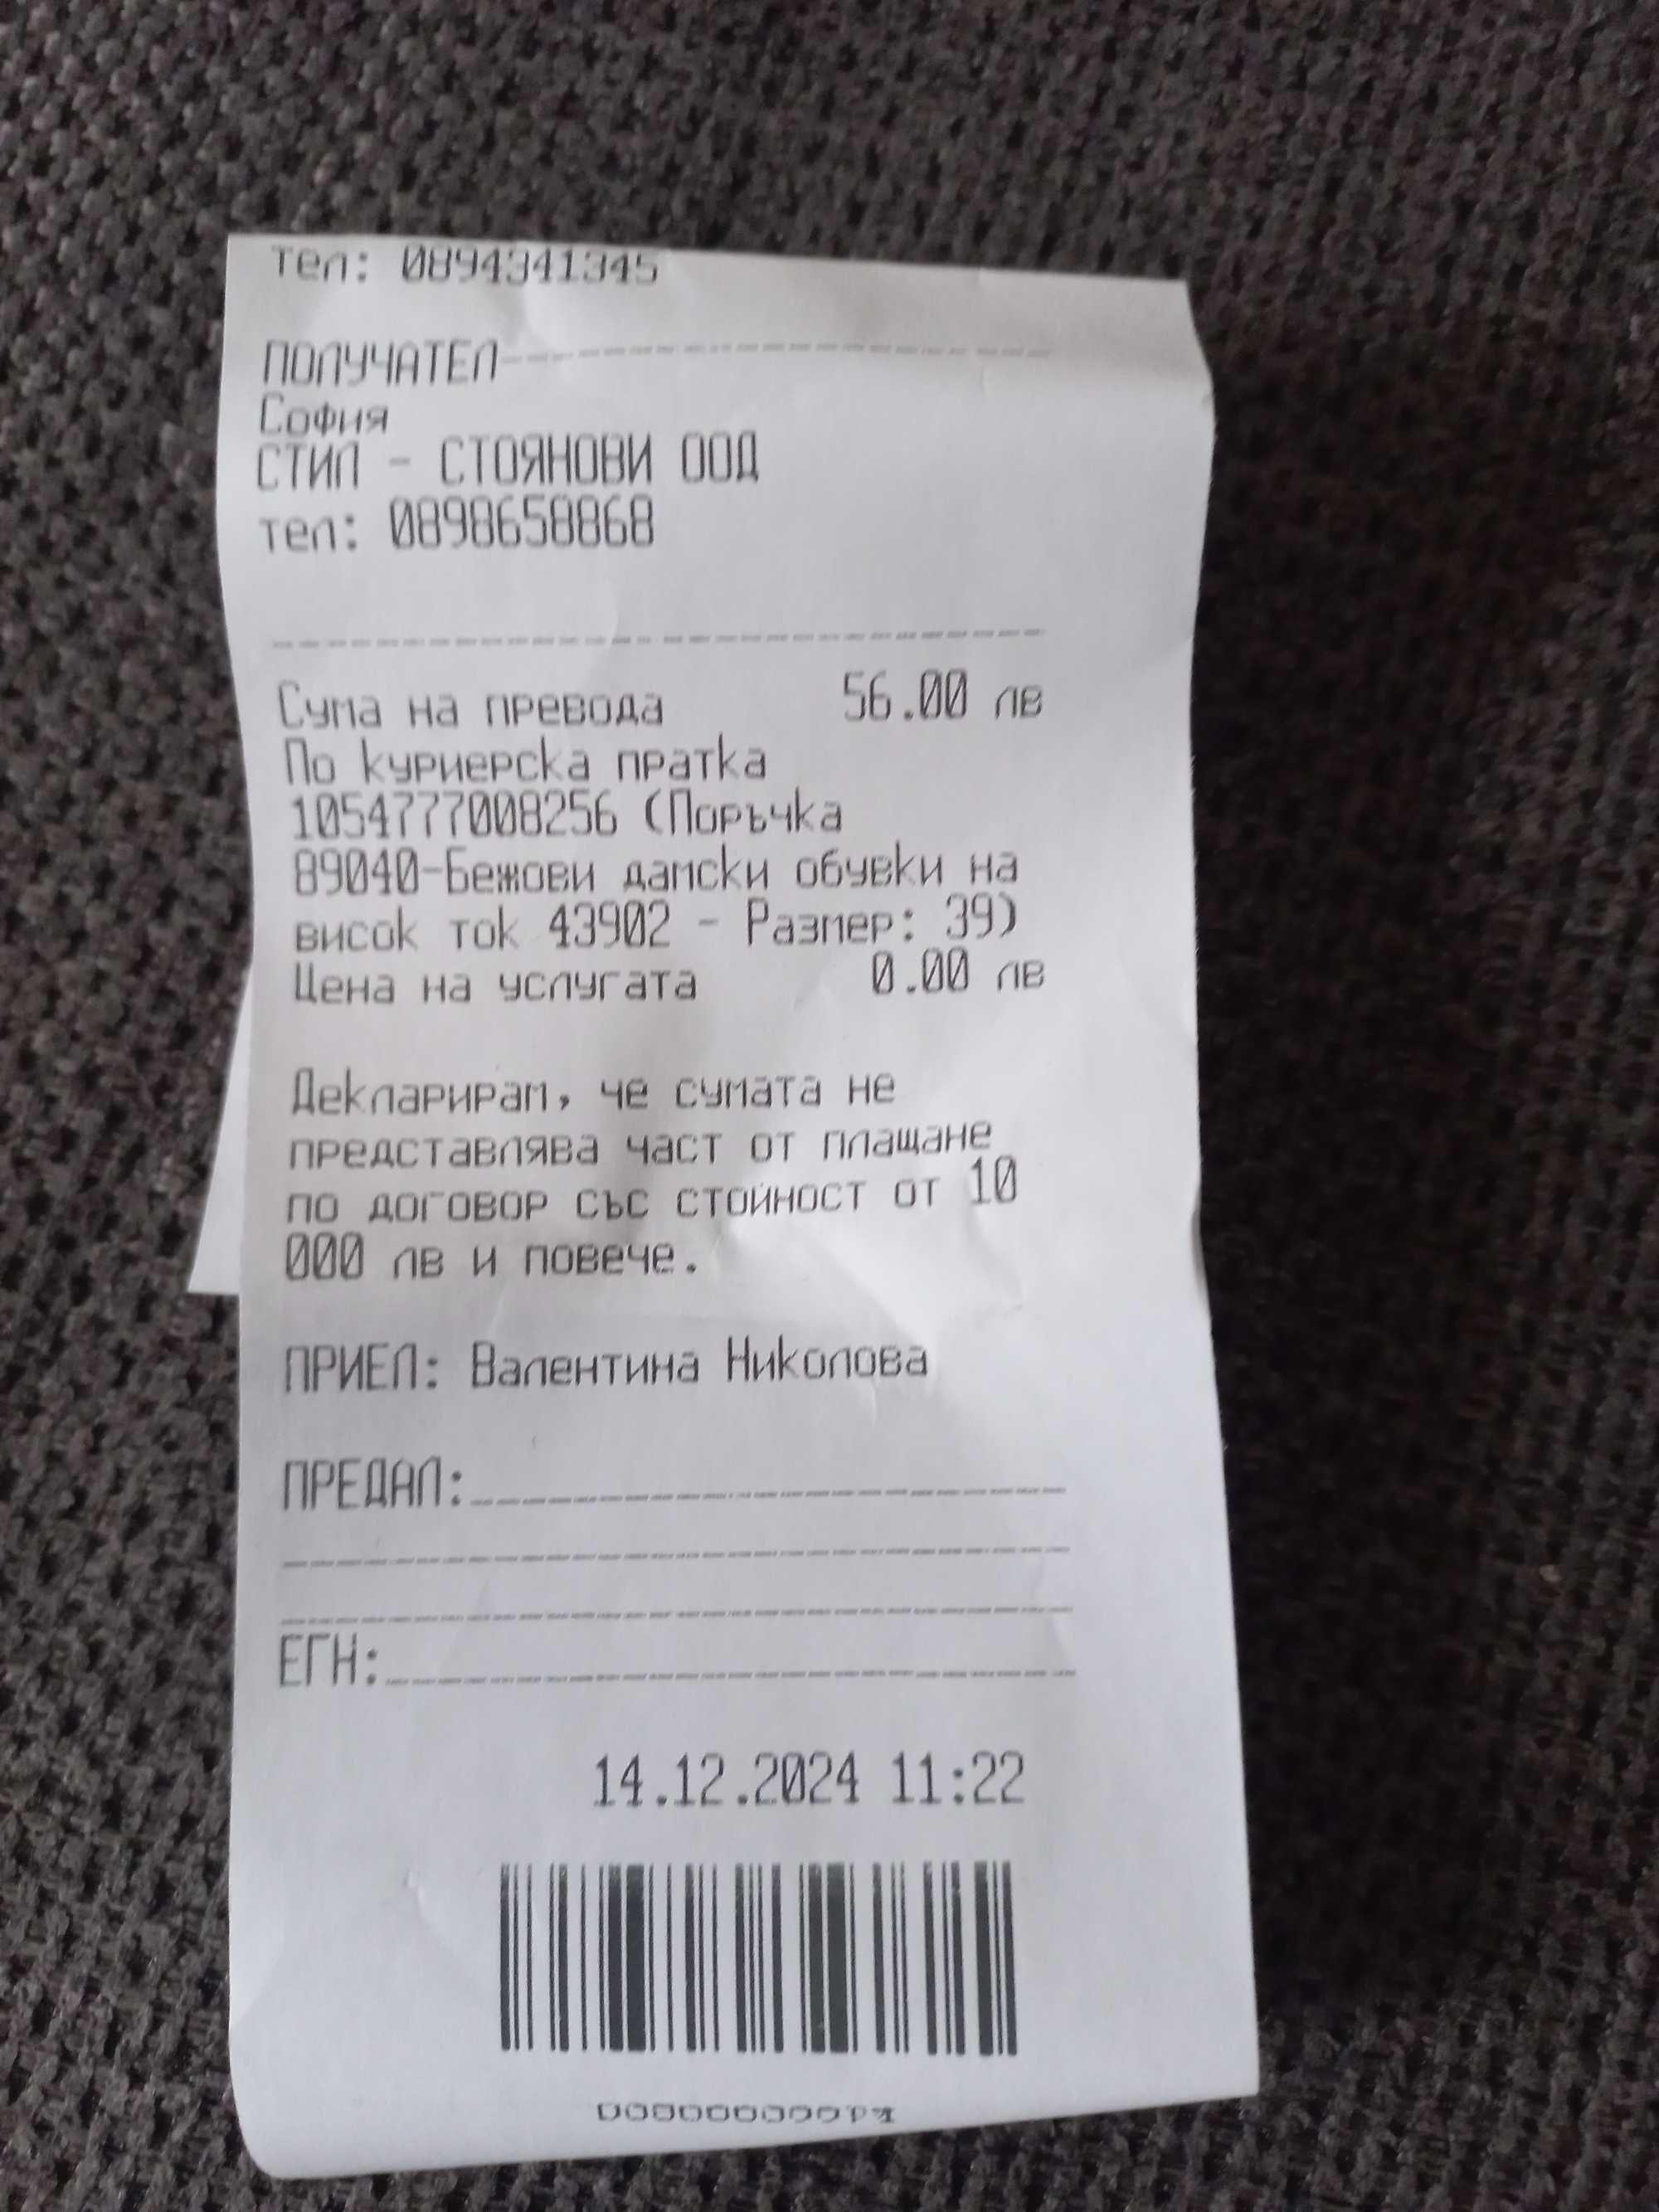 тел: 0894341345
ПОЛУЧАТЕЛ
София
СТИЛ - СТОЯНОВИ ООД
тел: 0898658868
Сума на превода 56.00 лв
По куриерска пратка
1054777008256 (Поръчка
89040-Бежови дамски обувки на
висок ток 43902 - Размер: 39)
Цена на услугата 0.00 лв
Декларирам, че сумата не
представлява част от плащане
по договор със стойност от 10
000 лв и повече.
ПРИЕЛ: Валентина Николова
ПРЕДАЛ:
ЕГН:
14.12.2024 11:22